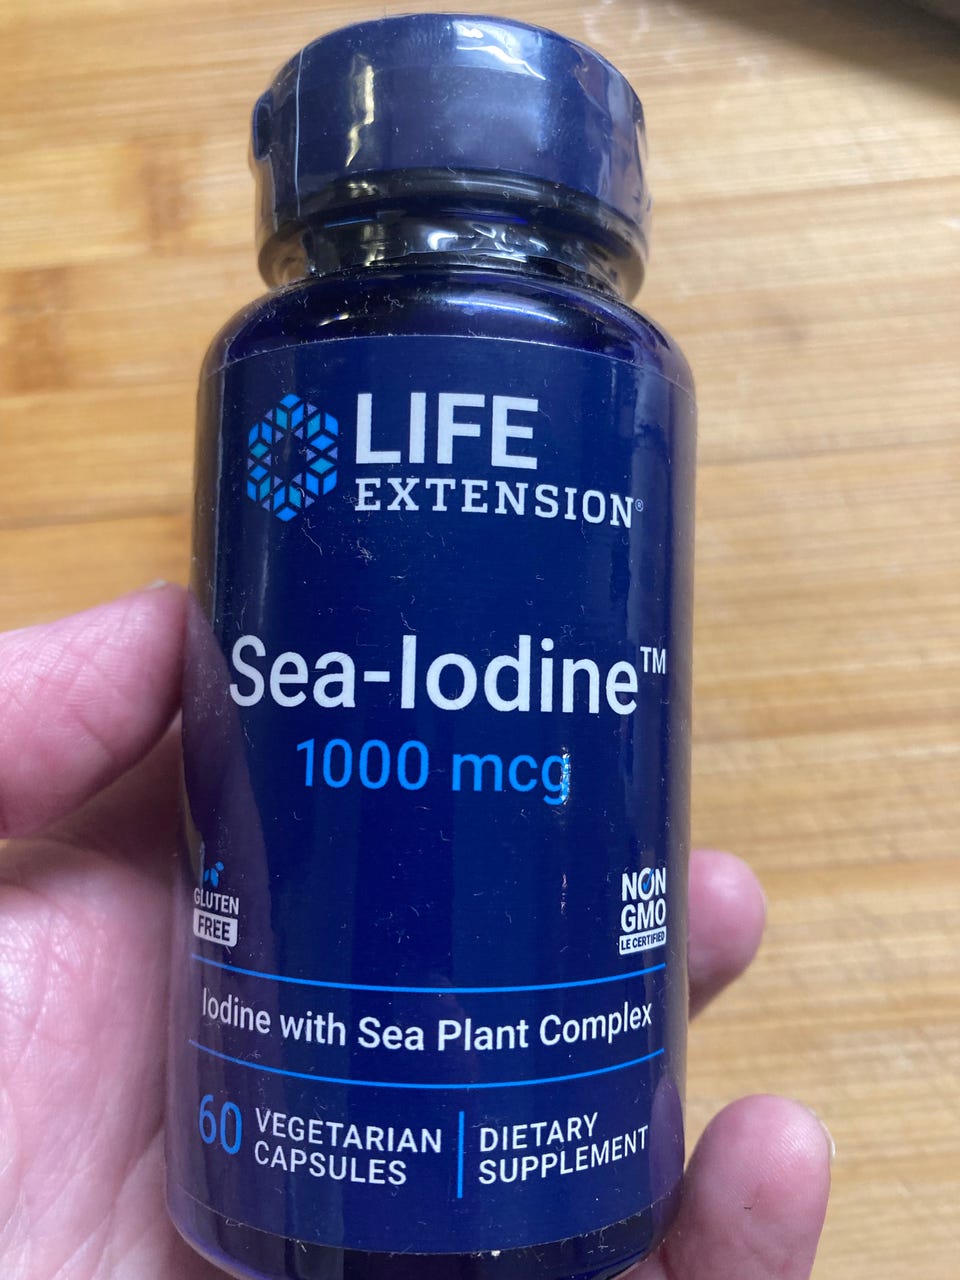 LIFE
EXTENSION®
Sea-Iodine™
1000 mcg
GLUTEN
FREE
NON
GMO
LE CERTIFIED
Iodine with Sea Plant Complex
60 VEGETARIAN
CAPSULES
DIETARY
SUPPLEMENT